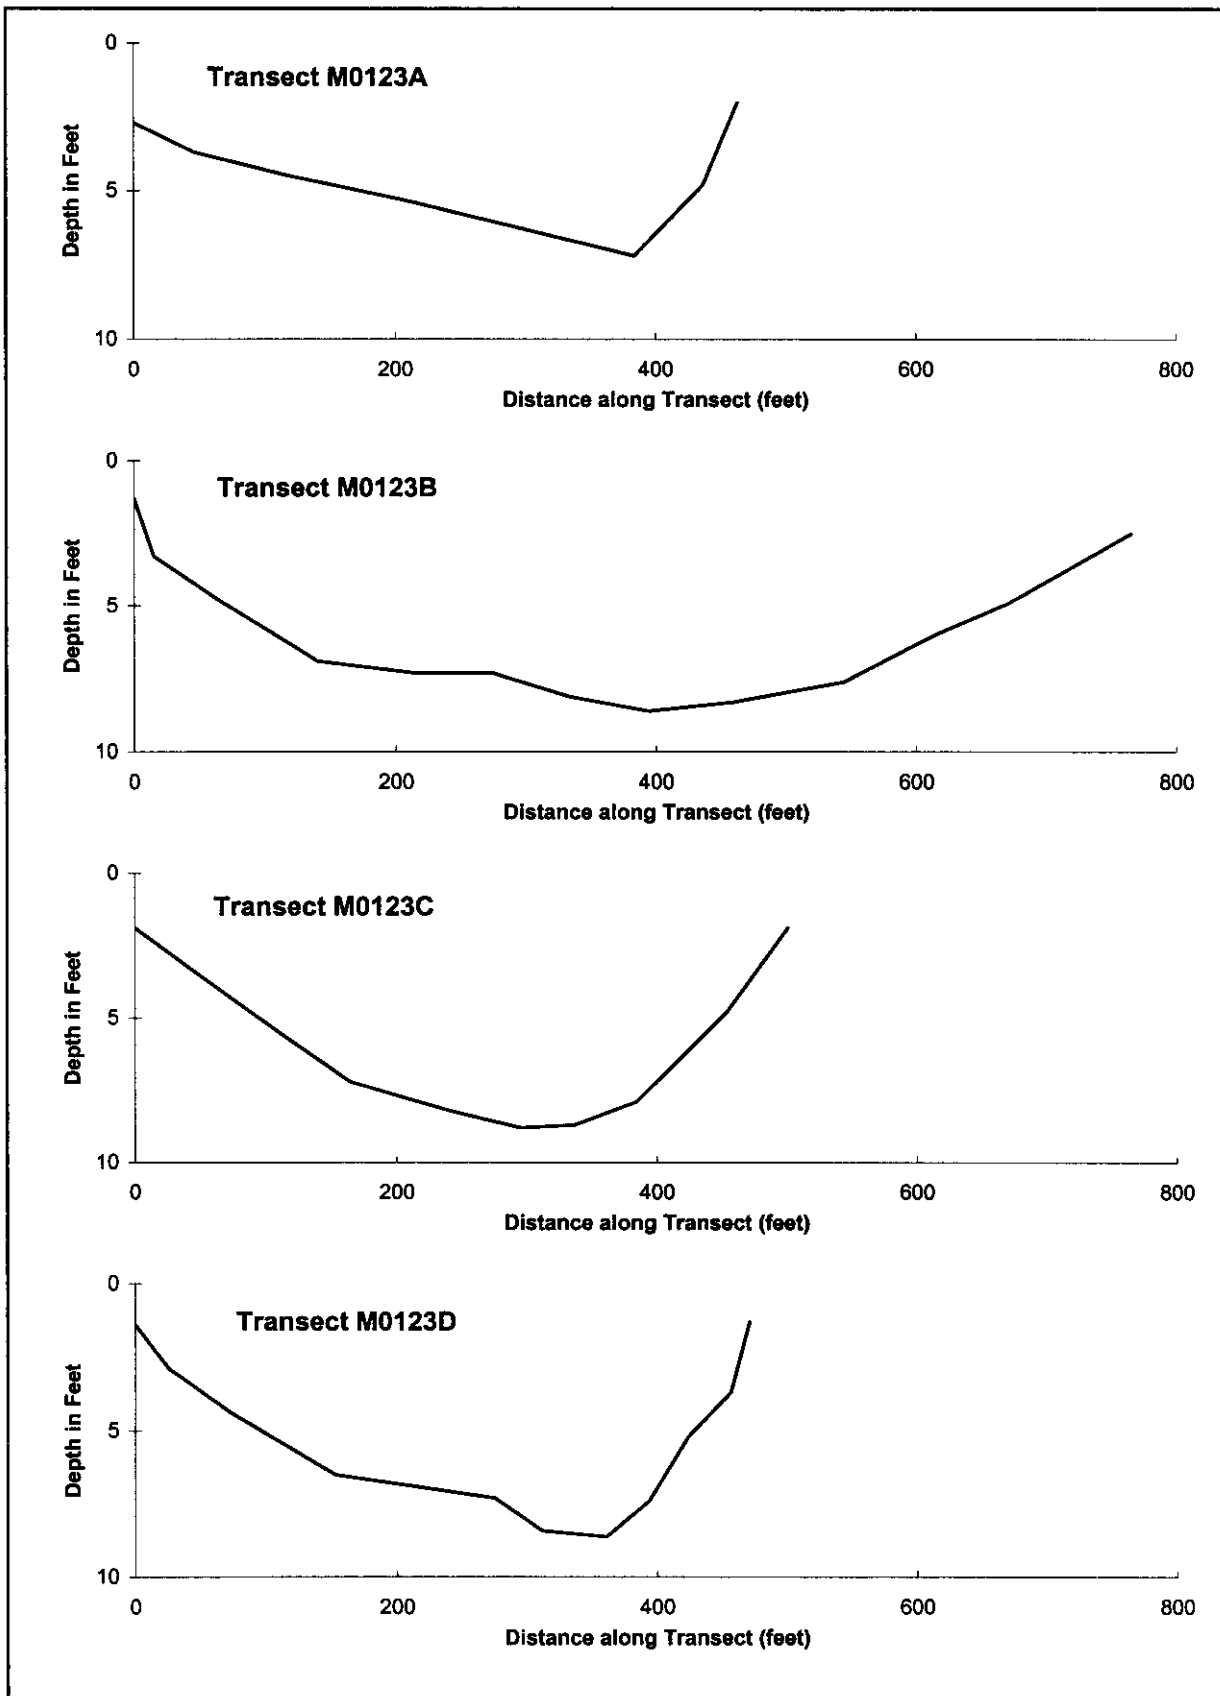 0
Transect M0123A
Depth in Feet
5
10
0 200 400 600 800
Distance along Transect (feet)
0
Transect M0123B
Depth in Feet
5
10
0 200 400 600 800
Distance along Transect (feet)
0
Transect M0123C
Depth in Feet
5
10
0 200 400 600 800
Distance along Transect (feet)
0
Transect M0123D
Depth in Feet
5
10
0 200 400 600 800
Distance along Transect (feet)